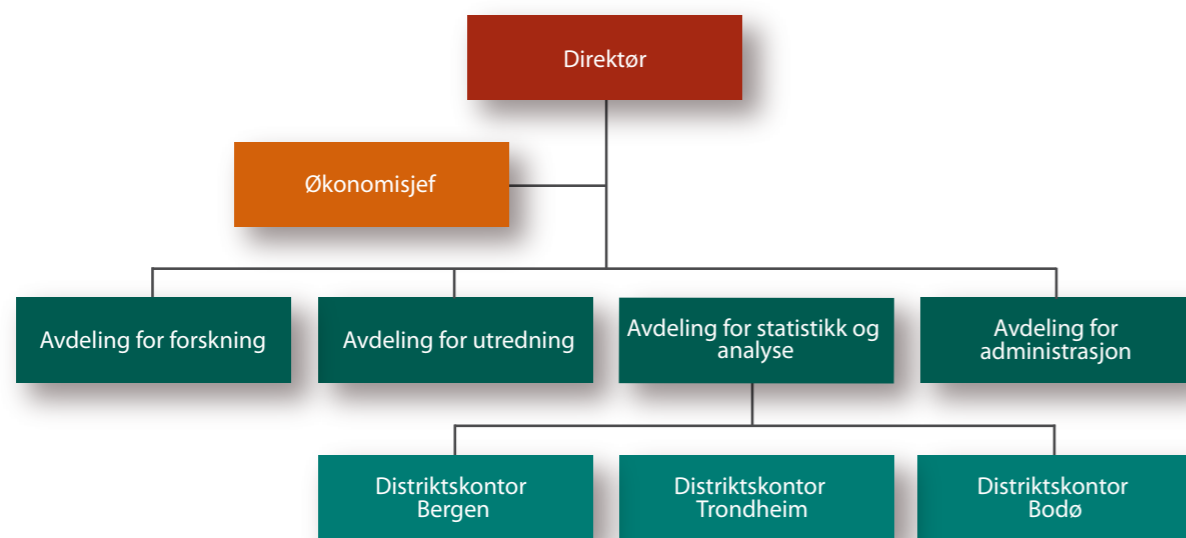 Direktør
Økonomisjef
Avdeling for forskning
Avdeling for utredning
Avdeling for statistikk og
analyse
Avdeling for
administrasjon
Distriktskontor
Bergen
Distriktskontor
Trondheim
Distriktskontor
Bodø